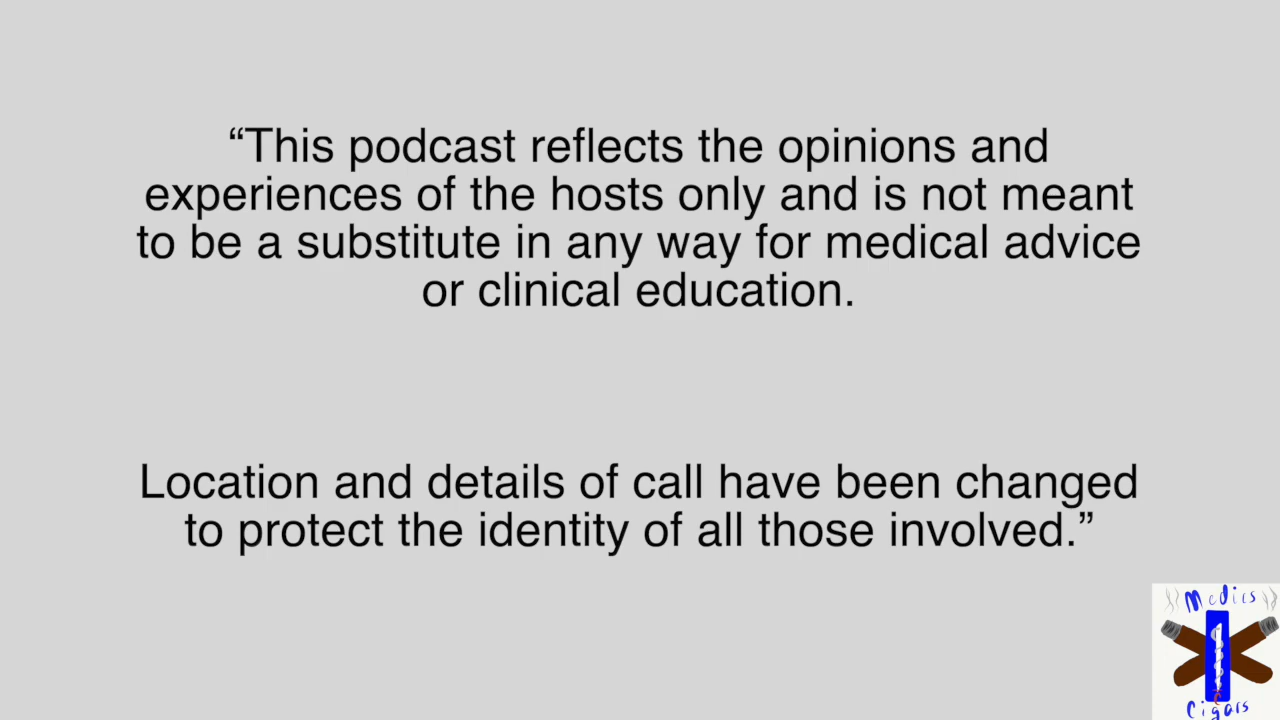 “This podcast reflects the opinions and
experiences of the hosts only and is not meant
to be a substitute in any way for medical advice
or clinical education.
Location and details of call have been changed
to protect the identity of all those involved.”
Medics
Cigars